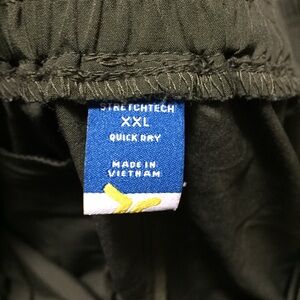 STRETCHTECH
XXL
QUICK DRY
MADE IN
VIETNAM